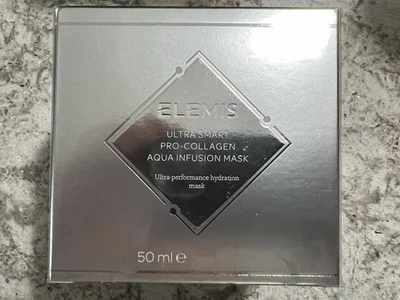 ELEMIS
ULTRA SMART
PRO-COLLAGEN
AQUA INFUSION MASK
Ultra-performance hydration
mask
50 ml ℮